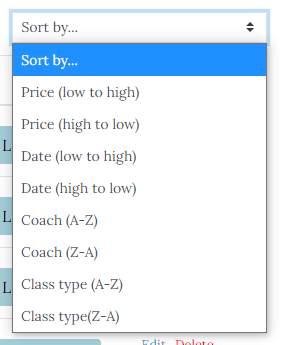 Sort by...
Sort by...
Price (low to high)
Price (high to low)
Date (low to high)
Date (high to low)
L
Coach (A-Z)
L
Coach (Z-A)
Class type (A-Z)
L
Class type(Z-A)
Edit Delete